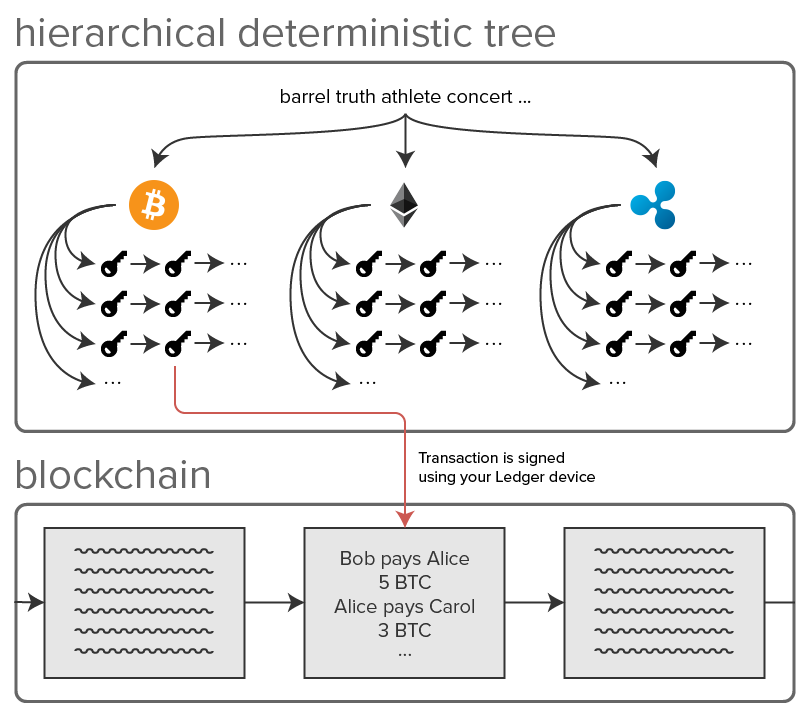 hierarchical deterministic tree
barrel truth athlete concert ...
...
...
...
...
...
...
...
...
...
...
...
...
Transaction is signed
using your Ledger device
blockchain
Bob pays Alice
5 BTC
Alice pays Carol
3 BTC
...